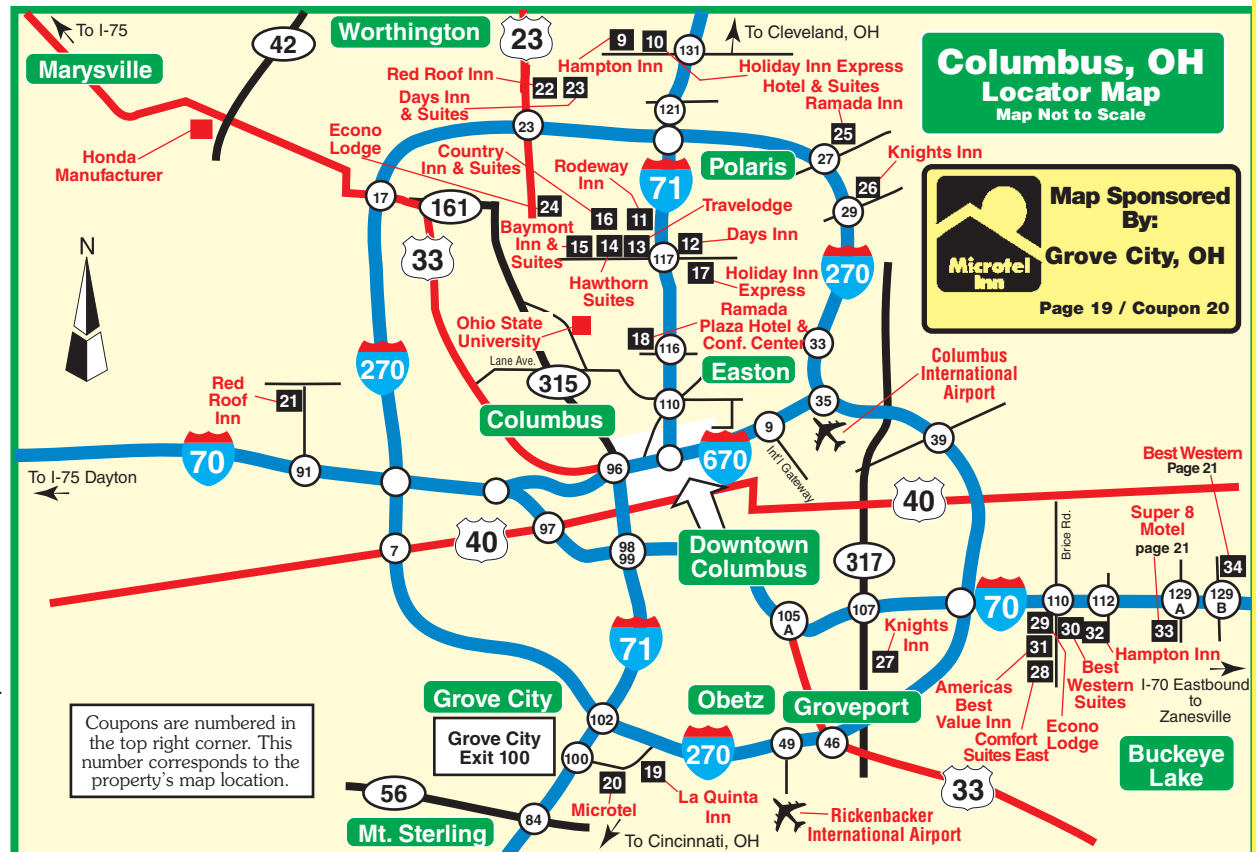 To I-75
Marysville
42
Worthington
23
9
10
Hampton Inn
131
To Cleveland, OH
Holiday Inn Express
Hotel & Suites
Columbus, OH
Locator Map
Map Not to Scale
Red Roof Inn
22
23
Days Inn
& Suites
121
23
Ramada Inn
25
27
Honda
Manufacturer
Econo
Lodge
Country
Inn & Suites
Rodeway
Inn
71
Polaris
Knights Inn
26
29
17
161
24
16
11
Travelodge
Map Sponsored
By:
Grove City, OH
Microtel
Inn
Page 19 / Coupon 20
33
Baymont
Inn &
Suites
15
14
13
12
Days Inn
117
Hawthorn
Suites
17
Holiday Inn
Express
270
N
Ohio State
University
18
Ramada
Plaza Hotel &
Conf. Center
116
33
Lane Ave.
270
315
Easton
Columbus
International
Airport
Red
Roof
Inn
21
Columbus
110
35
9
39
Int'l Gateway
70
91
96
670
Best Western
Page 21
To I-75 Dayton
40
97
40
Super 8
Motel
page 21
Brice Rd.
7
98
99
Downtown
Columbus
317
34
105
A
107
70
110
112
129
A
129
B
71
Knights
Inn
27
29
30
32
33
31
28
Hampton Inn
Best
Western
Suites
I-70 Eastbound
to
Zanesville
Americas
Best
Value Inn
Comfort
Suites East
Econo
Lodge
Grove City
Obetz
Groveport
102
Coupons are numbered in
the top right corner. This
number corresponds to the
property's map location.
Grove City
Exit 100
100
270
49
46
Buckeye
Lake
56
20
Microtel
19
La Quinta
Inn
33
84
Mt. Sterling
To Cincinnati, OH
Rickenbacker
International Airport